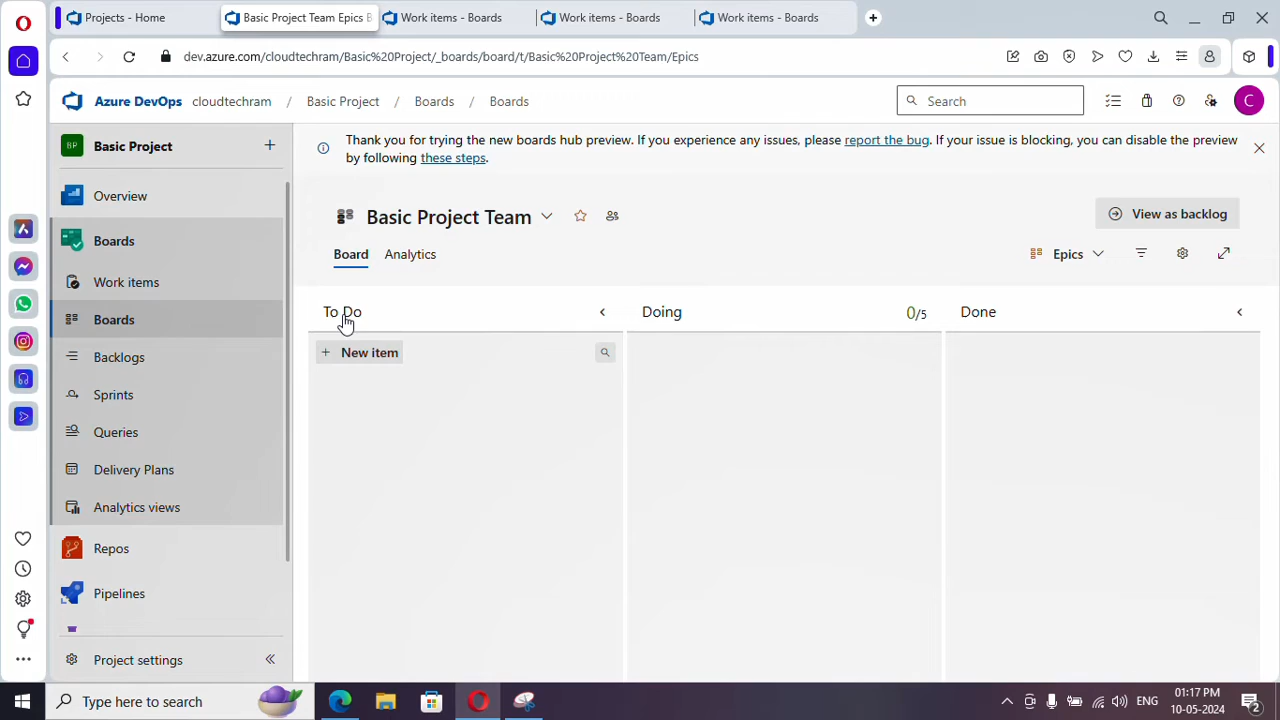 Projects - Home
Basic Project Team Epics B
Work items - Boards
Work items - Boards
Work items - Boards
dev.azure.com/cloudtechram/Basic%20Project/_boards/board/t/Basic%20Project%20Team/Epics
Azure DevOps cloudtechram / Basic Project / Boards / Boards
Search
C
BP Basic Project
Thank you for trying the new boards hub preview. If you experience any issues, please report the bug. If your issue is blocking, you can disable the preview
by following these steps.
Overview
Boards
Work items
Boards
Backlogs
Sprints
Queries
Delivery Plans
Analytics views
Repos
Pipelines
Project settings
Basic Project Team
View as backlog
Board Analytics
Epics
To Do
Doing 0/5
Done
+ New item
Type here to search
ENG
01:17 PM
10-05-2024
2